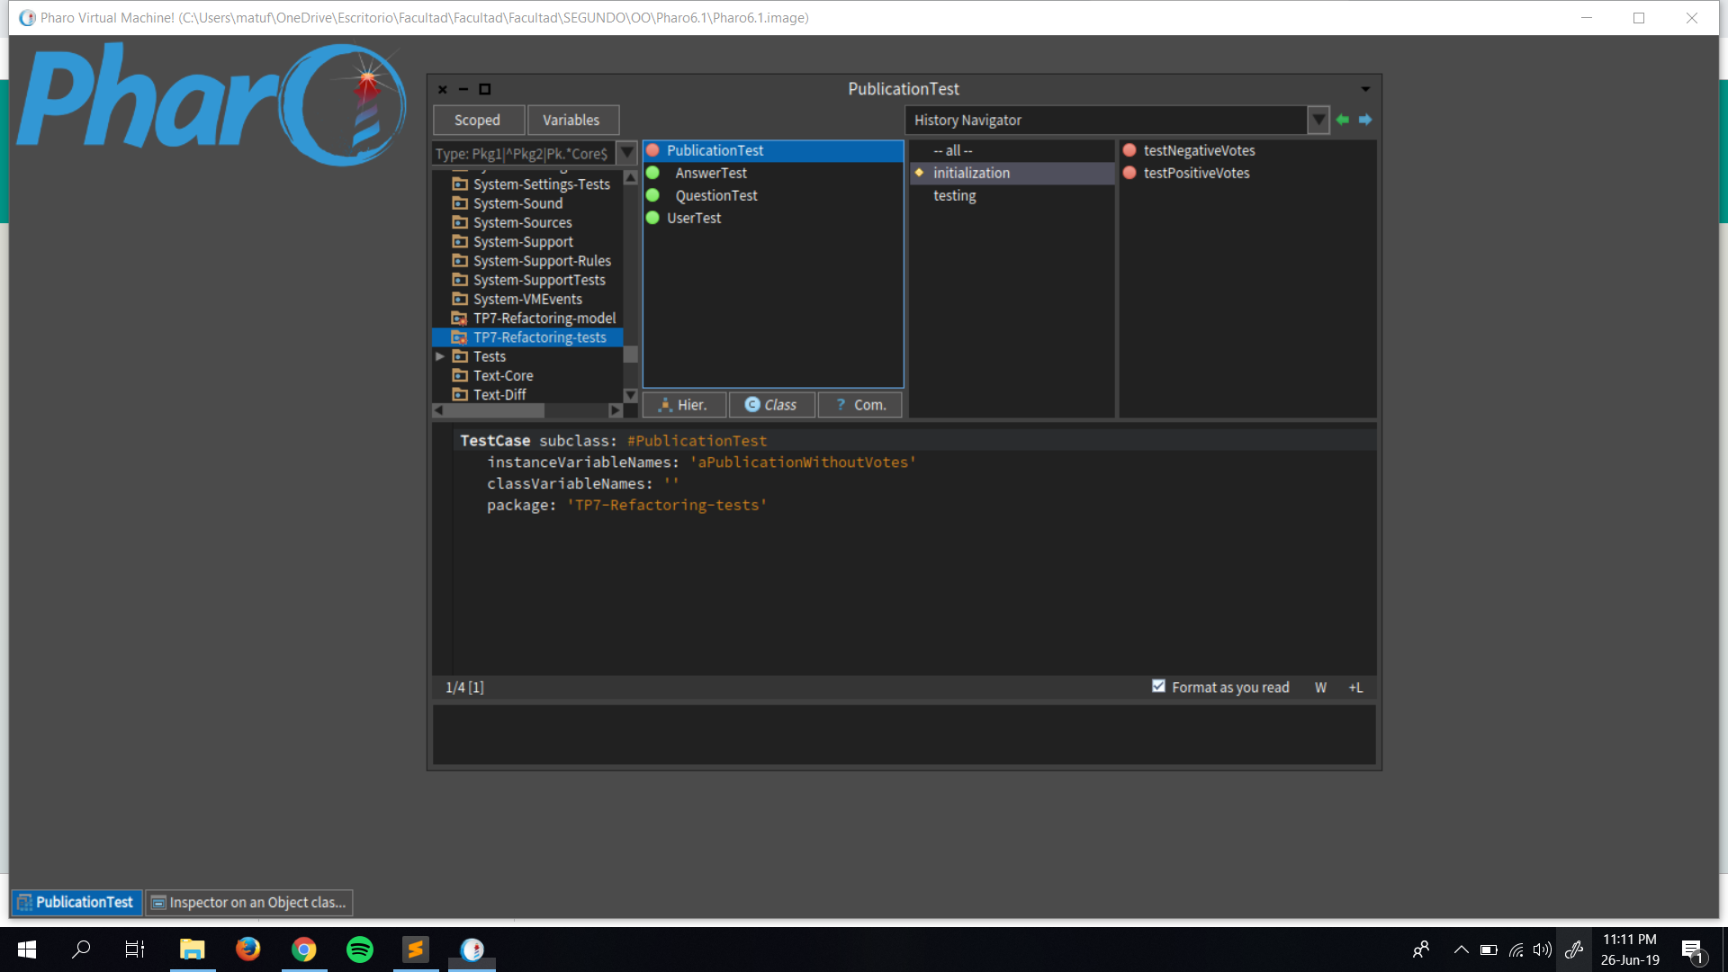 Pharo Virtual Machine! (C:\Users\matuf\OneDrive\Escritorio\Facultad\Facultad\Facultad\SEGUNDO\OO\Pharo6.1\Pharo6.1.image)
Pharo
PublicationTest
Scoped
Variables
History Navigator
Type: Pkg1|^Pkg2|Pk.*Core$
System-Settings-Tests
System-Sound
System-Sources
System-Support
System-Support-Rules
System-SupportTests
System-VMEvents
TP7-Refactoring-model
TP7-Refactoring-tests
Tests
Text-Core
Text-Diff
PublicationTest
AnswerTest
QuestionTest
UserTest
Hier.
Class
? Com.
-- all --
initialization
testing
testNegativeVotes
testPositiveVotes
TestCase subclass: #PublicationTest
instanceVariableNames: 'aPublicationWithoutVotes'
classVariableNames: ''
package: 'TP7-Refactoring-tests'
1/4 [1]
Format as you read
W
+L
PublicationTest
Inspector on an Object clas...
11:11 PM
26-Jun-19
1